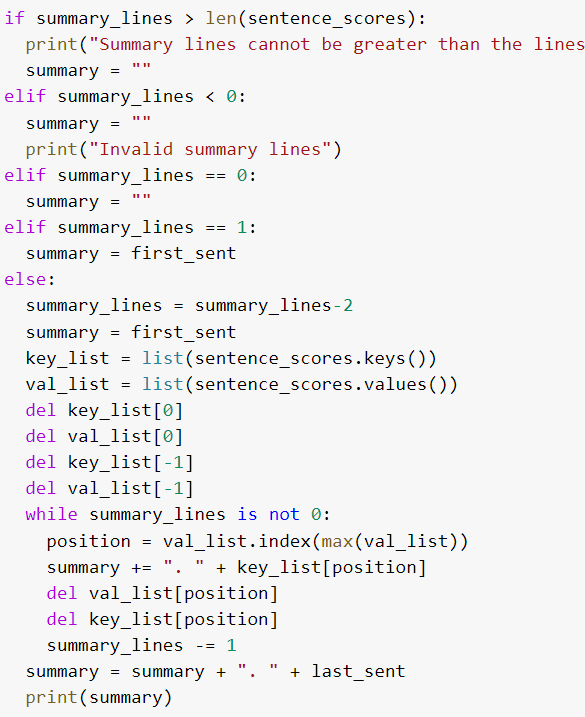 if summary_lines > len(sentence_scores):
  print("Summary lines cannot be greater than the lines
  summary = ""
elif summary_lines < 0:
  summary = ""
  print("Invalid summary lines")
elif summary_lines == 0:
  summary = ""
elif summary_lines == 1:
  summary = first_sent
else:
  summary_lines = summary_lines-2
  summary = first_sent
  key_list = list(sentence_scores.keys())
  val_list = list(sentence_scores.values())
  del key_list[0]
  del val_list[0]
  del key_list[-1]
  del val_list[-1]
  while summary_lines is not 0:
    position = val_list.index(max(val_list))
    summary += ". " + key_list[position]
    del val_list[position]
    del key_list[position]
    summary_lines -= 1
  summary = summary + ". " + last_sent
  print(summary)